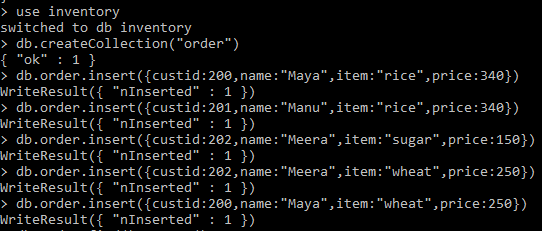 > use inventory
switched to db inventory
> db.createCollection("order")
{ "ok" : 1 }
> db.order.insert({custid:200,name:"Maya",item:"rice",price:340})
WriteResult({ "nInserted" : 1 })
> db.order.insert({custid:201,name:"Manu",item:"rice",price:340})
WriteResult({ "nInserted" : 1 })
> db.order.insert({custid:202,name:"Meera",item:"sugar",price:150})
WriteResult({ "nInserted" : 1 })
> db.order.insert({custid:202,name:"Meera",item:"wheat",price:250})
WriteResult({ "nInserted" : 1 })
> db.order.insert({custid:200,name:"Maya",item:"wheat",price:250})
WriteResult({ "nInserted" : 1 })